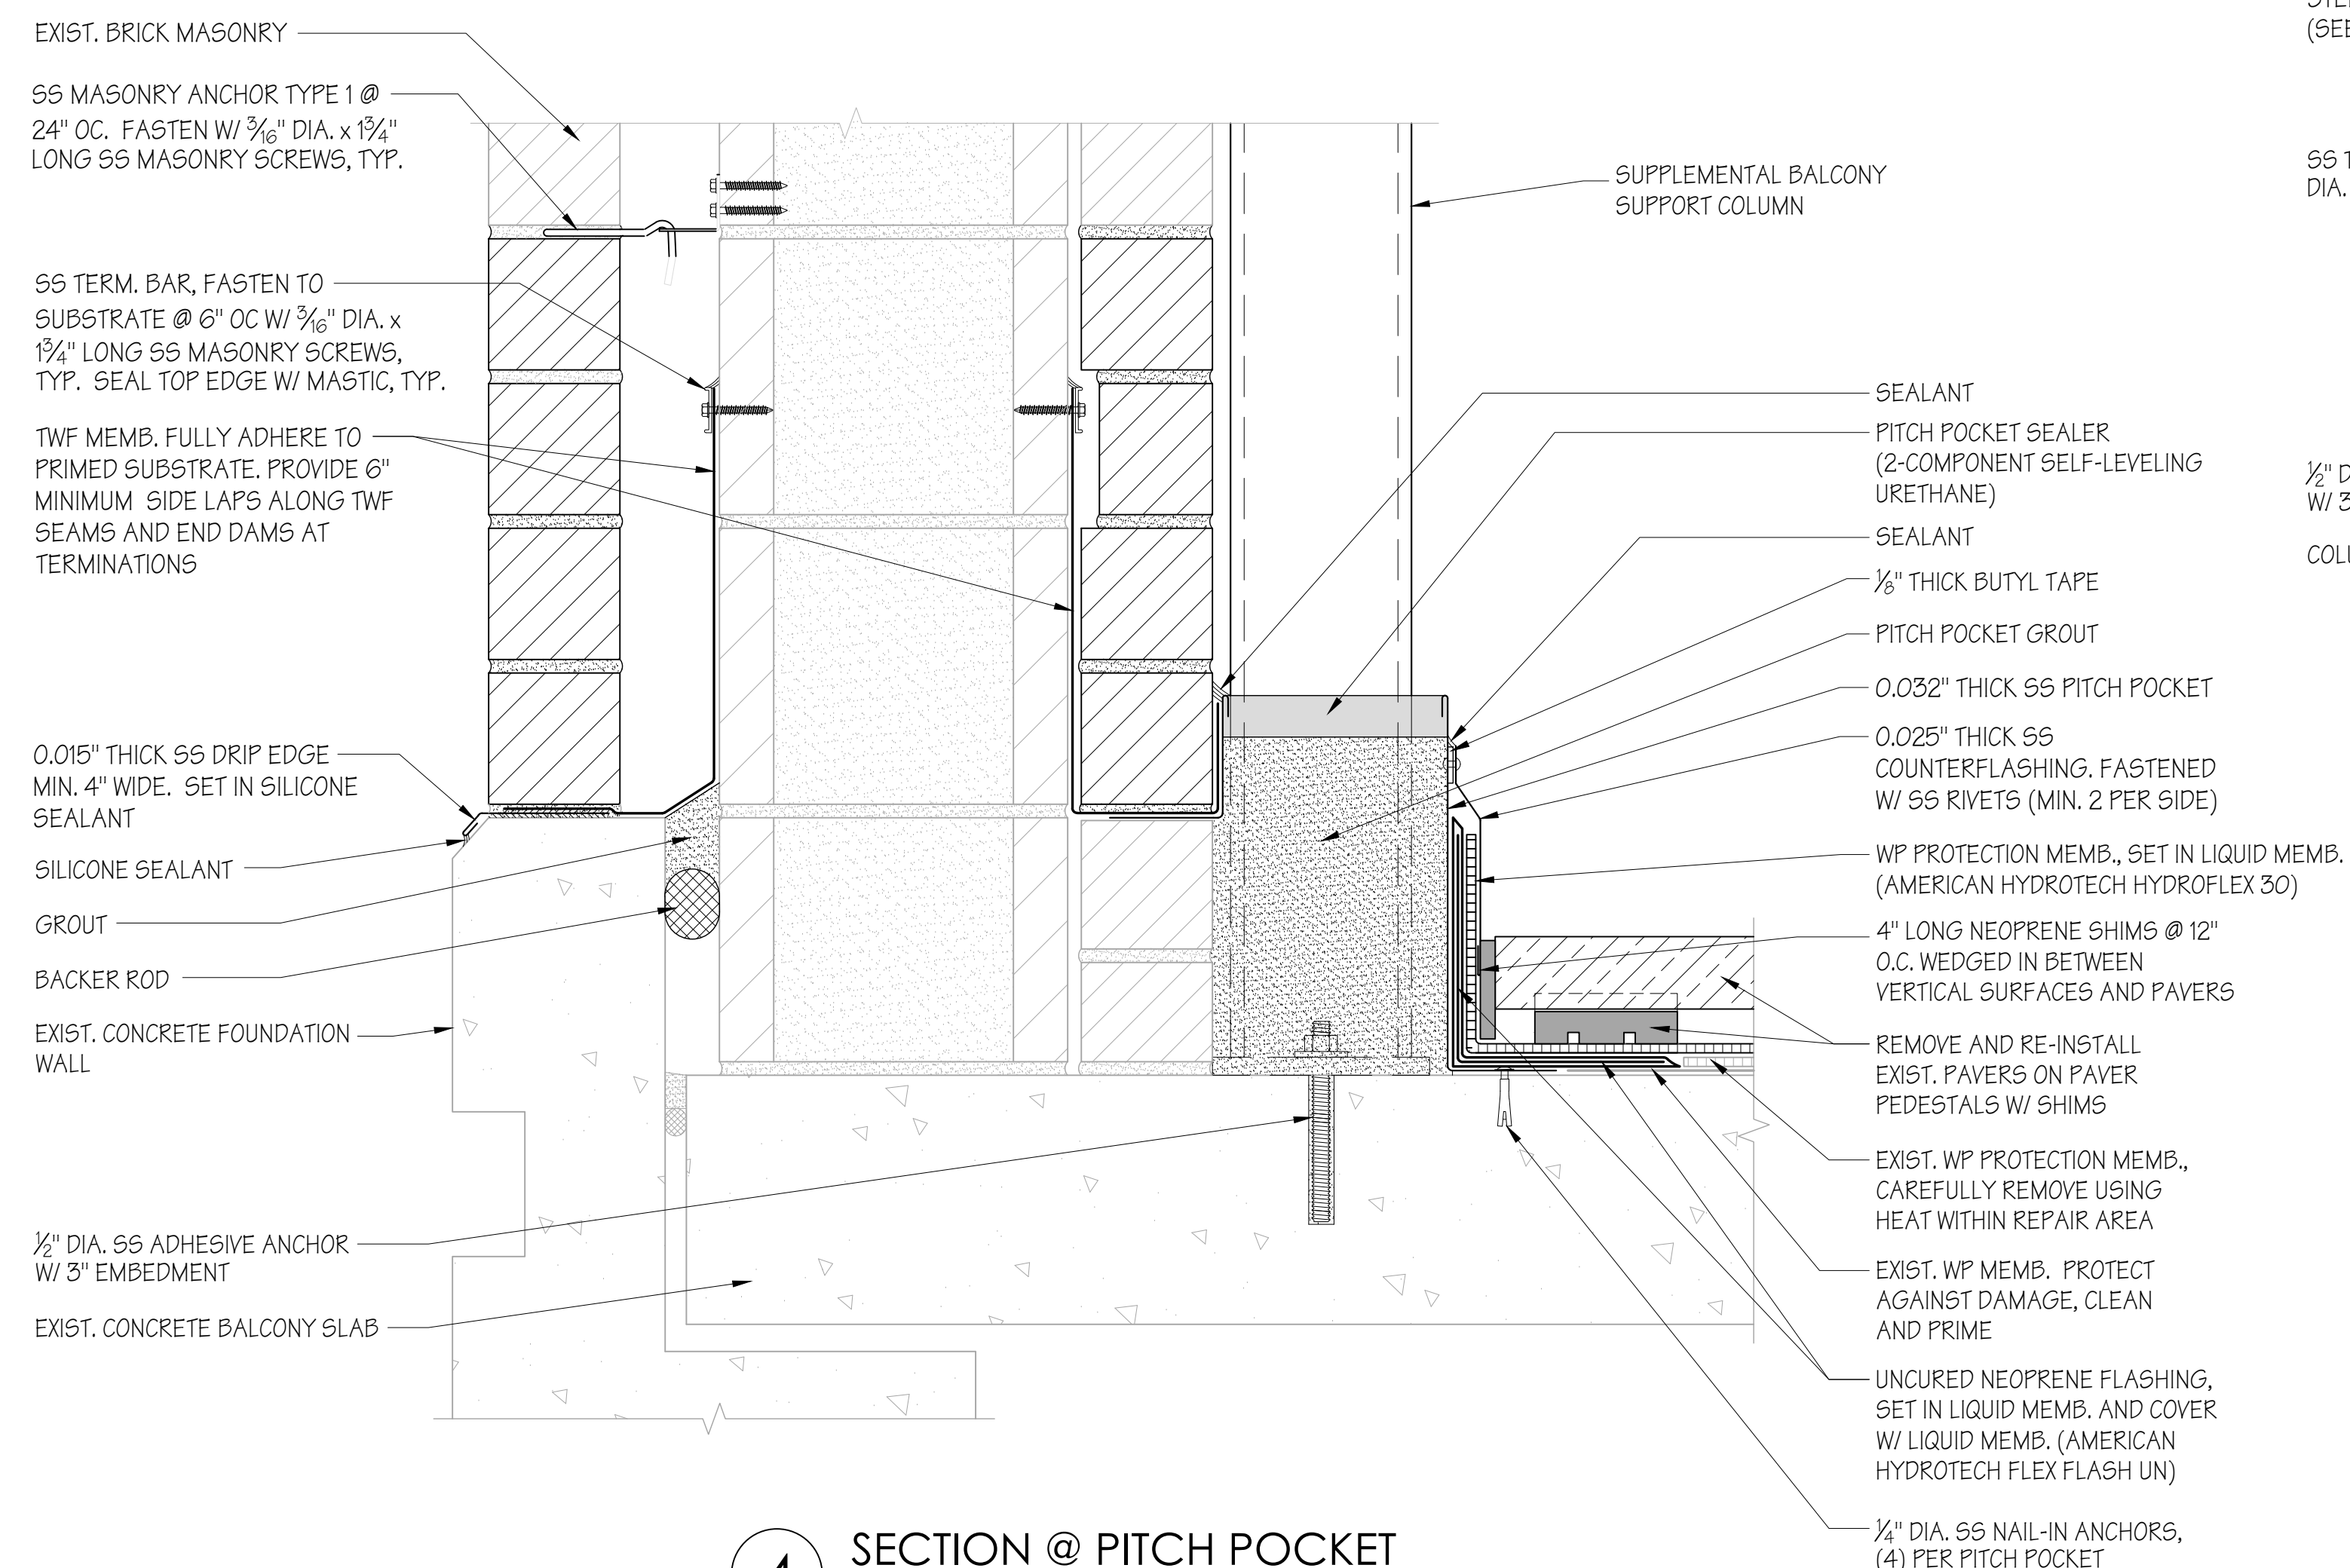 EXIST. BRICK MASONRY
SS MASONRY ANCHOR TYPE 1 @
24" OC. FASTEN W/ 3⁄16" DIA. x 1¾"
LONG SS MASONRY SCREWS, TYP.
SS TERM. BAR, FASTEN TO
SUBSTRATE @ 6" OC W/ 3⁄16" DIA. x
1¾" LONG SS MASONRY SCREWS,
TYP. SEAL TOP EDGE W/ MASTIC, TYP.
TWF MEMB. FULLY ADHERE TO
PRIMED SUBSTRATE. PROVIDE 6"
MINIMUM SIDE LAPS ALONG TWF
SEAMS AND END DAMS AT
TERMINATIONS
0.015" THICK SS DRIP EDGE
MIN. 4" WIDE. SET IN SILICONE
SEALANT
SILICONE SEALANT
GROUT
BACKER ROD
EXIST. CONCRETE FOUNDATION
WALL
½" DIA. SS ADHESIVE ANCHOR
W/ 3" EMBEDMENT
EXIST. CONCRETE BALCONY SLAB
SUPPLEMENTAL BALCONY
SUPPORT COLUMN
SEALANT
PITCH POCKET SEALER
(2-COMPONENT SELF-LEVELING
URETHANE)
SEALANT
⅛" THICK BUTYL TAPE
PITCH POCKET GROUT
0.032" THICK SS PITCH POCKET
0.025" THICK SS
COUNTERFLASHING. FASTENED
W/ SS RIVETS (MIN. 2 PER SIDE)
WP PROTECTION MEMB., SET IN LIQUID MEMB.
(AMERICAN HYDROTECH HYDROFLEX 30)
4" LONG NEOPRENE SHIMS @ 12"
O.C. WEDGED IN BETWEEN
VERTICAL SURFACES AND PAVERS
REMOVE AND RE-INSTALL
EXIST. PAVERS ON PAVER
PEDESTALS W/ SHIMS
EXIST. WP PROTECTION MEMB.,
CAREFULLY REMOVE USING
HEAT WITHIN REPAIR AREA
EXIST. WP MEMB. PROTECT
AGAINST DAMAGE, CLEAN
AND PRIME
UNCURED NEOPRENE FLASHING,
SET IN LIQUID MEMB. AND COVER
W/ LIQUID MEMB. (AMERICAN
HYDROTECH FLEX FLASH UN)
¼" DIA. SS NAIL-IN ANCHORS,
(4) PER PITCH POCKET
(SEE
SS
DIA.
½"
W/ 3
SECTION @ PITCH POCKET